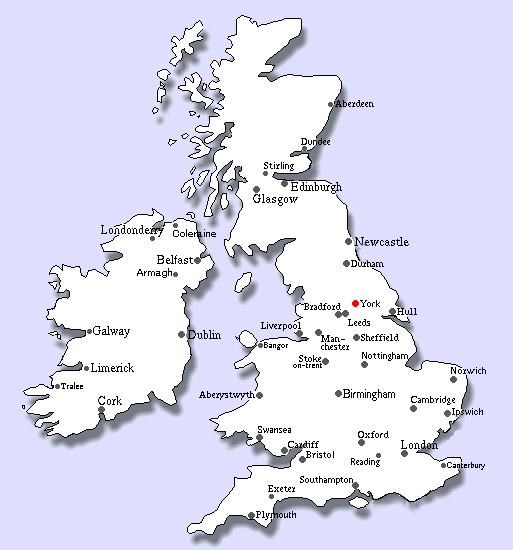 Aberdeen
Dundee
Stirling
Edinburgh
Glasgow
Londonderry
Coleraine
Newcastle
Belfast
Durham
Armagh
York
Bradford
Hull
Leeds
Liverpool
Dublin
Galway
Man-
chester
Sheffield
Bangor
Stoke
on-trent
Nottingham
Limerick
Norwich
Tralee
Aberystwyth
Birmingham
Cork
Cambridge
Ipswich
Swansea
Oxford
Cardiff
London
Bristol
Reading
Canterbury
Southampton
Exeter
Plymouth